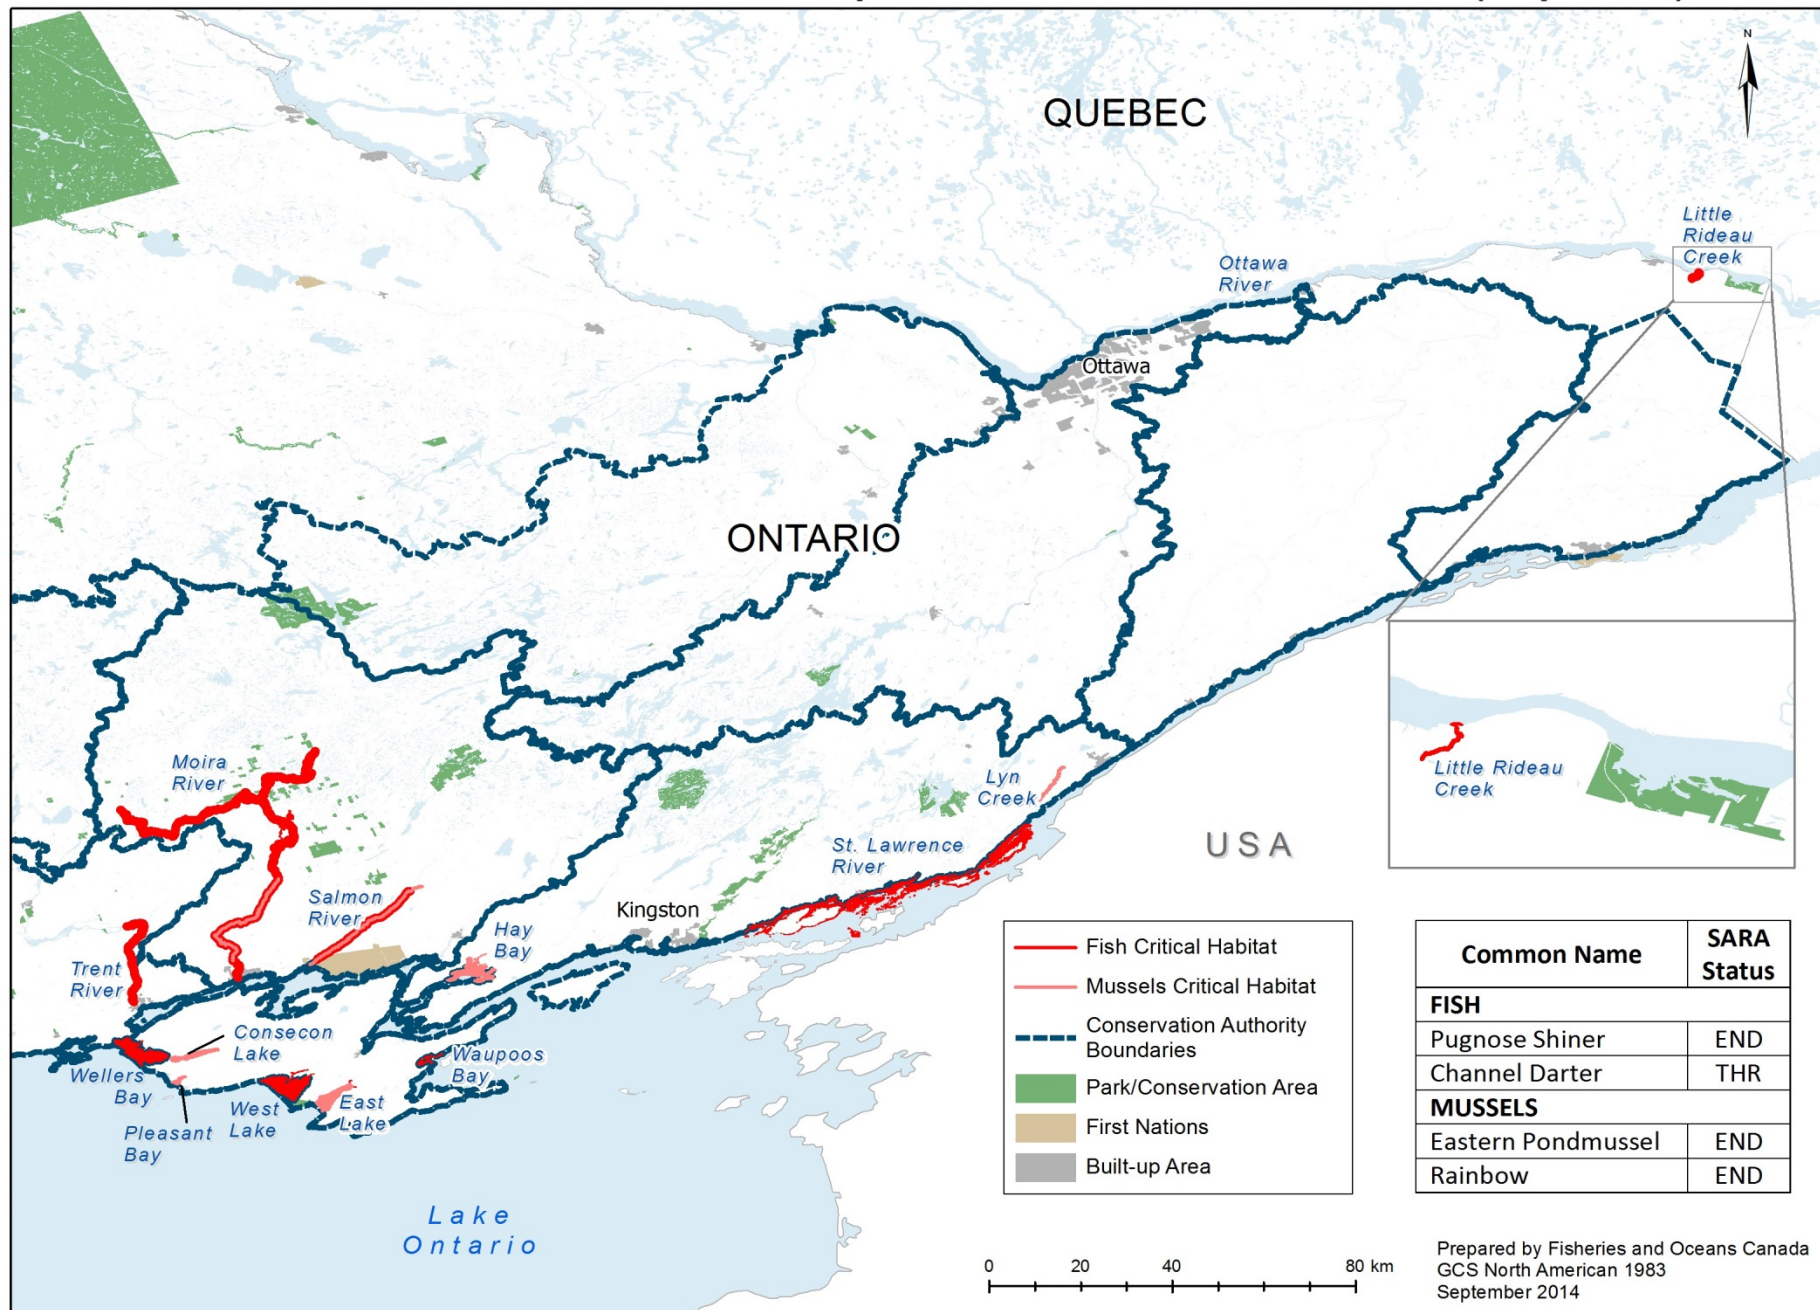 N
QUEBEC
Little
Rideau
Creek
Ottawa
River
Ottawa
ONTARIO
Moira
River
Lyn
Creek
Little Rideau
Creek
USA
St. Lawrence
River
Salmon
River
Kingston
Hay
Bay
Trent
River
Consecon
Lake
Waupoos
Bay
Wellers
Bay
West
Lake
East
Lake
Pleasant
Bay
Lake
Ontario
Fish Critical Habitat
Mussels Critical Habitat
Conservation Authority
Boundaries
Park/Conservation Area
First Nations
Built-up Area
Common Name SARA
Status
FISH
Pugnose Shiner END
Channel Darter THR
MUSSELS
Eastern Pondmussel END
Rainbow END
0 20 40 80 km
Prepared by Fisheries and Oceans Canada
GCS North American 1983
September 2014